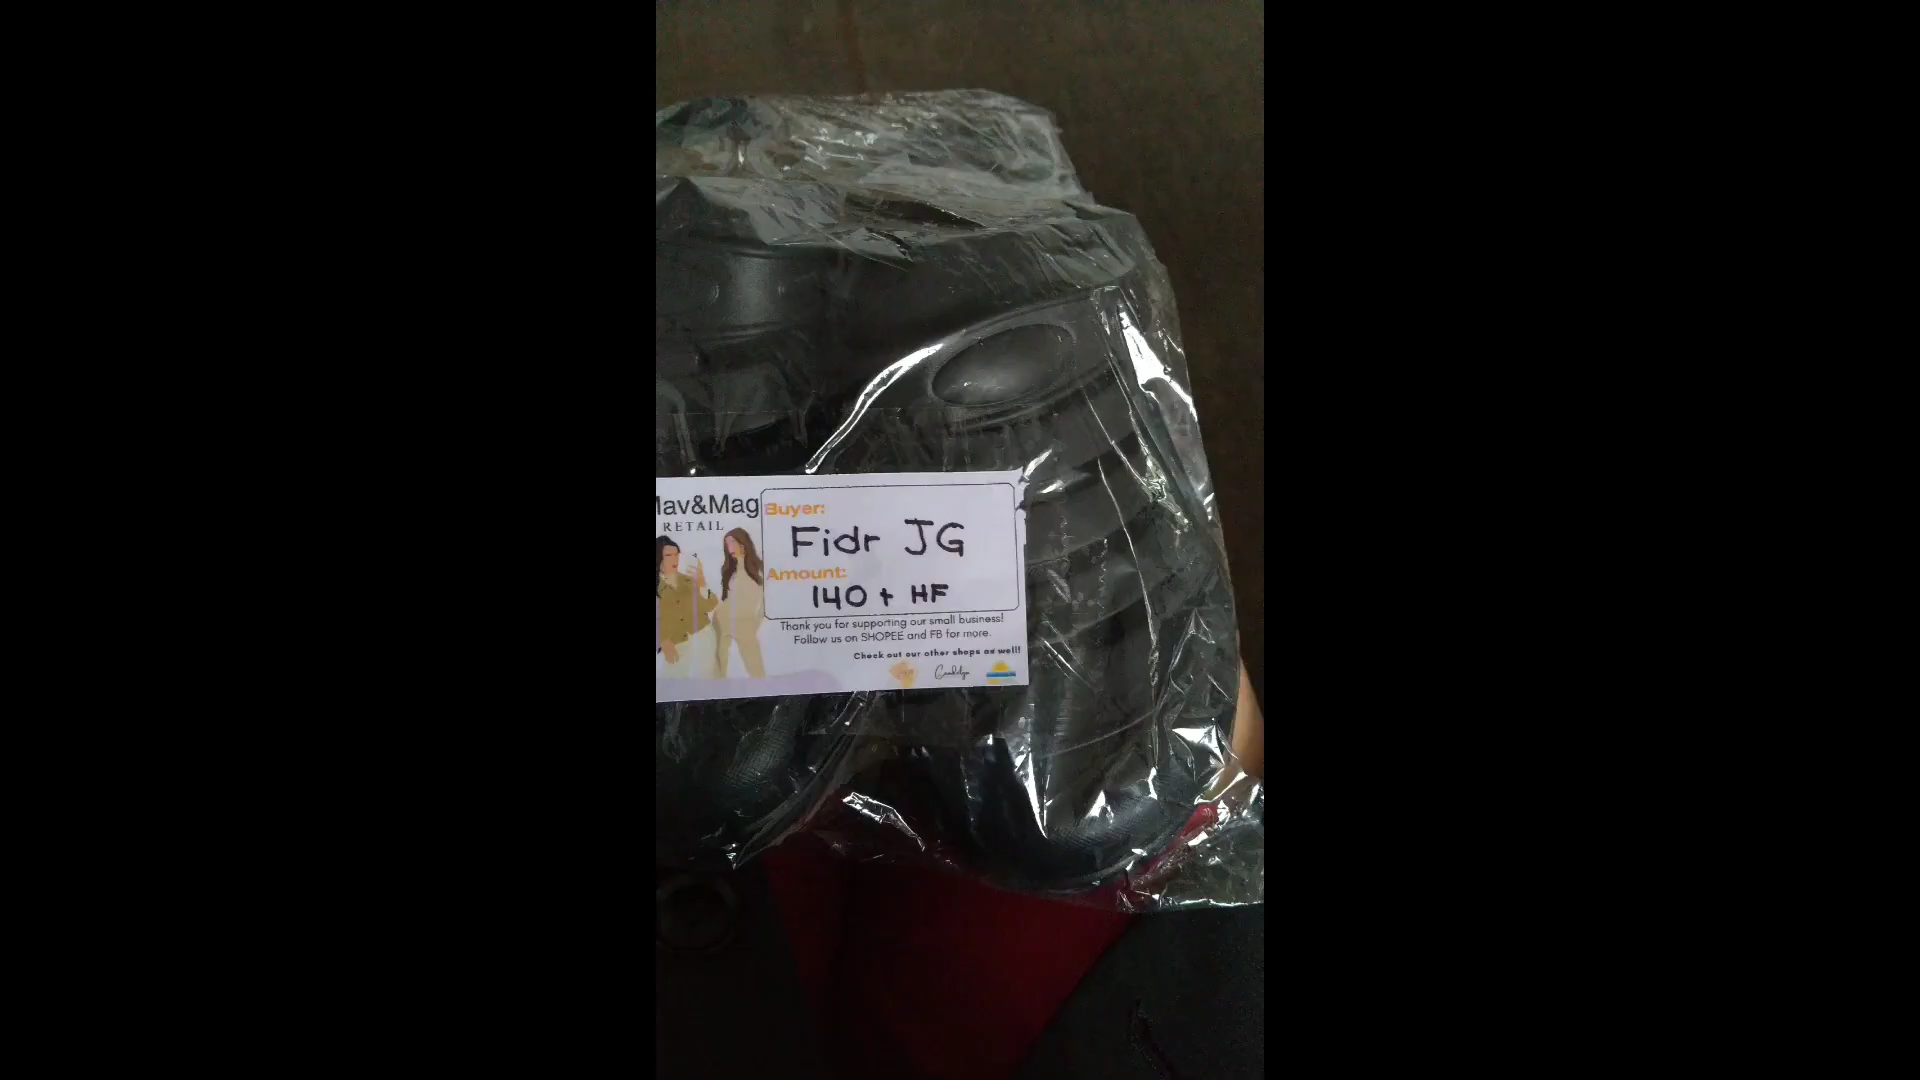 Mav&Mag
RETAIL
Buyer:
Fidr JG
Amount:
140 + HF
Thank you for supporting our small business!
Follow us on SHOPEE and FB for more.
Check out our other shops as well!